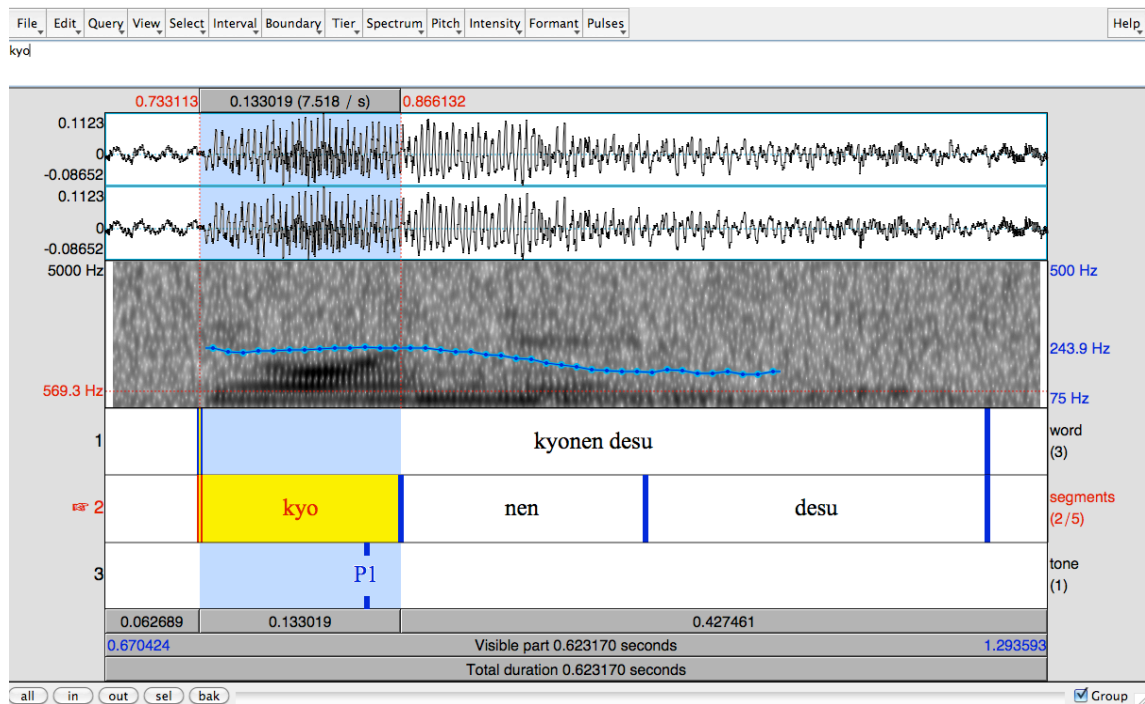 File Edit Query View Select Interval Boundary Tier Spectrum Pitch Intensity Formant Pulses Help
kyo
0.733113 0.133019 (7.518 / s) 0.866132
0.1123
0
-0.08652
0.1123
0
-0.08652
5000 Hz 500 Hz
243.9 Hz
569.3 Hz 75 Hz
1 kyonen desu word
(3)
☞ 2 kyo nen desu segments
(2/5)
3 P1 tone
(1)
0.062689 0.133019 0.427461
0.670424 Visible part 0.623170 seconds 1.293593
Total duration 0.623170 seconds
all in out sel bak Group